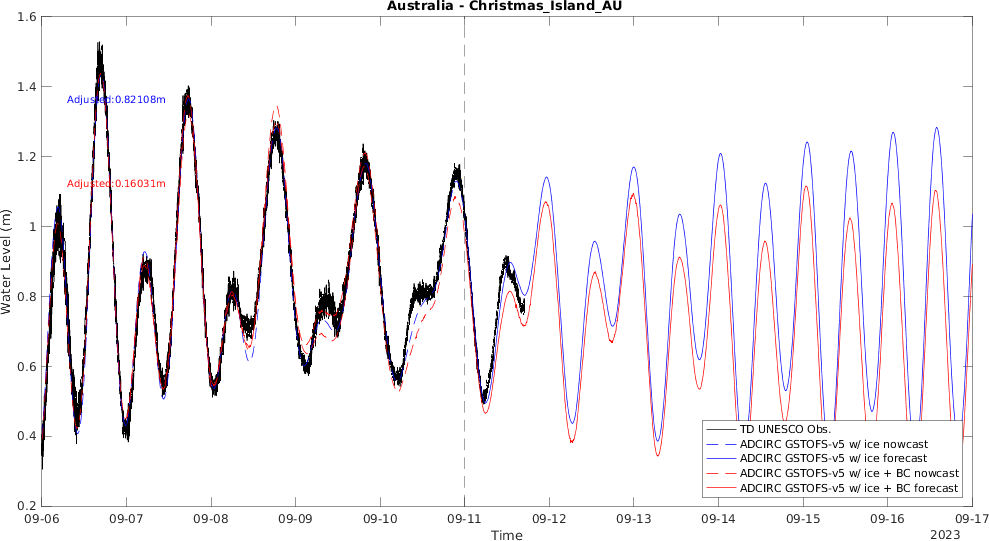 Australia - Christmas_Island_AU
1.6
1.4
1.2
1
0.8
0.6
0.4
0.2
Water Level (m)
Adjusted:0.82108m
Adjusted:0.16031m
TD UNESCO Obs.
ADCIRC GSTOFS-v5 w/ ice nowcast
ADCIRC GSTOFS-v5 w/ ice forecast
ADCIRC GSTOFS-v5 w/ ice + BC nowcast
ADCIRC GSTOFS-v5 w/ ice + BC forecast
09-06 09-07 09-08 09-09 09-10 09-11 09-12 09-13 09-14 09-15 09-16 09-17
Time
2023